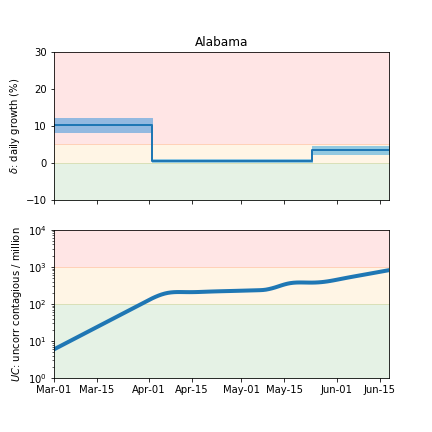 Alabama
30
20
10
0
−10
δ: daily growth (%)
10⁴
10³
10²
10¹
10⁰
UC: uncorr contagious / million
Mar-01 Mar-15 Apr-01 Apr-15 May-01 May-15 Jun-01 Jun-15